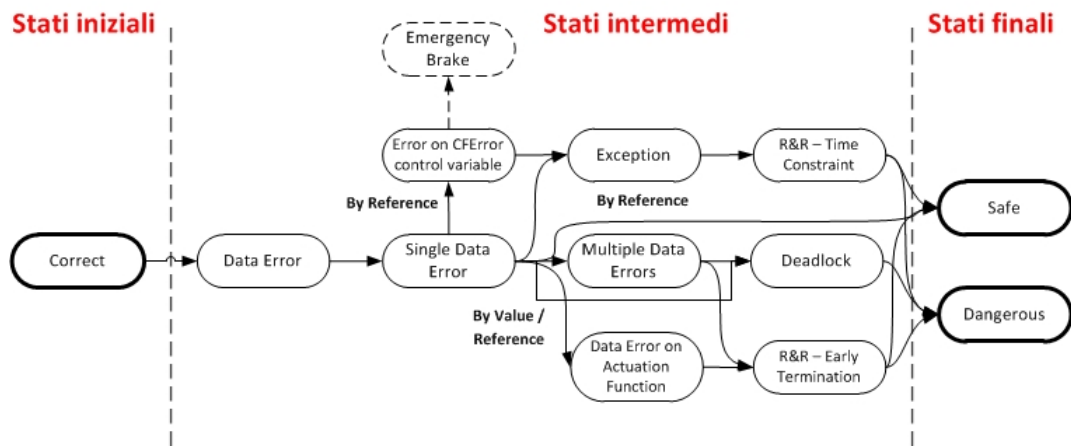 Stati iniziali
Stati intermedi
Stati finali
Emergency
Brake
Error on CFError
control variable
Exception
R&R – Time
Constraint
By Reference
By Reference
Safe
Correct
Data Error
Single Data
Error
Multiple Data
Errors
Deadlock
By Value /
Reference
Dangerous
Data Error on
Actuation
Function
R&R – Early
Termination